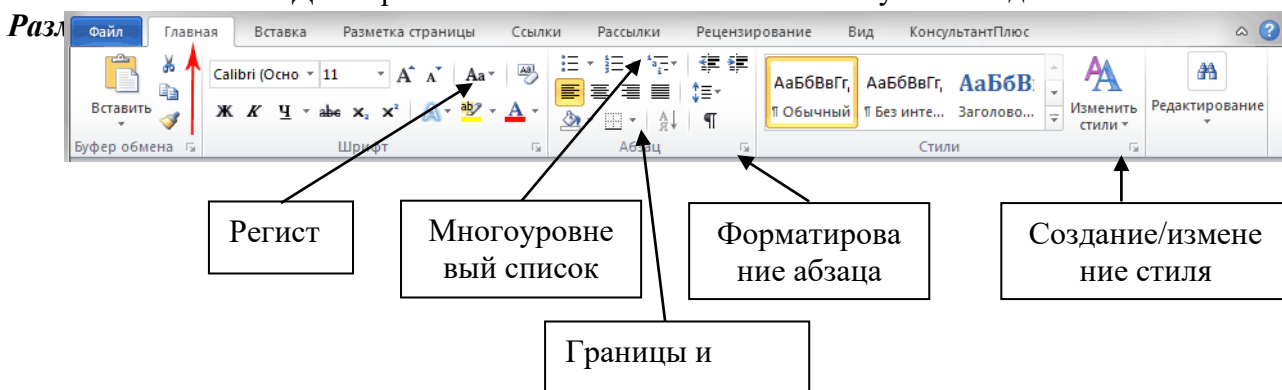 Разм
Файл Главная Вставка Разметка страницы Ссылки Рассылки Рецензирование Вид КонсультантПлюс
Calibri (Осно 11 Aa
АаБбВвГг, АаБбВвГг, АаБбВ
Вставить
Ж К Ч abc x₂ x² А
¶ Обычный ¶ Без инте... Заголово...
Изменить стили
Редактирование
Буфер обмена Шрифт Абзац Стили
Регист
Многоуровне
вый список
Форматирова
ние абзаца
Создание/измене
ние стиля
Границы и